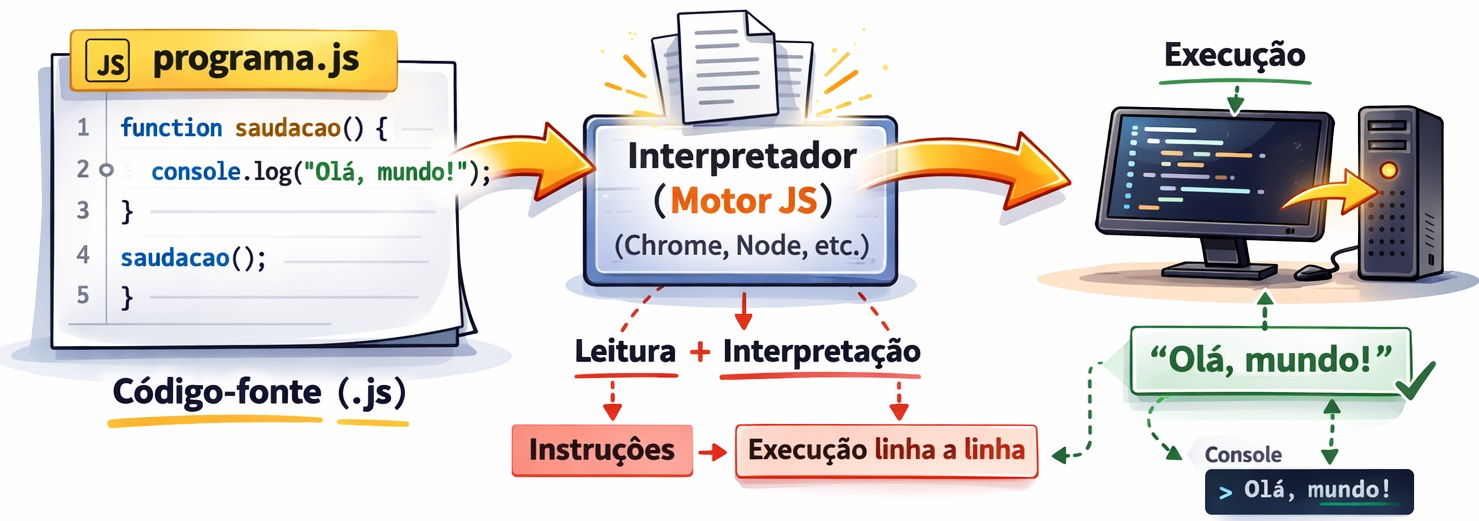 JS programa.js
1 function saudacao() {
2 console.log("Olá, mundo!");
3 }
4 saudacao();
5 }
Código-fonte (.js)
Interpretador
(Motor JS)
(Chrome, Node, etc.)
Leitura + Interpretação
Instruções
Execução linha a linha
Execução
“Olá, mundo!”
Console
> Olá, mundo!